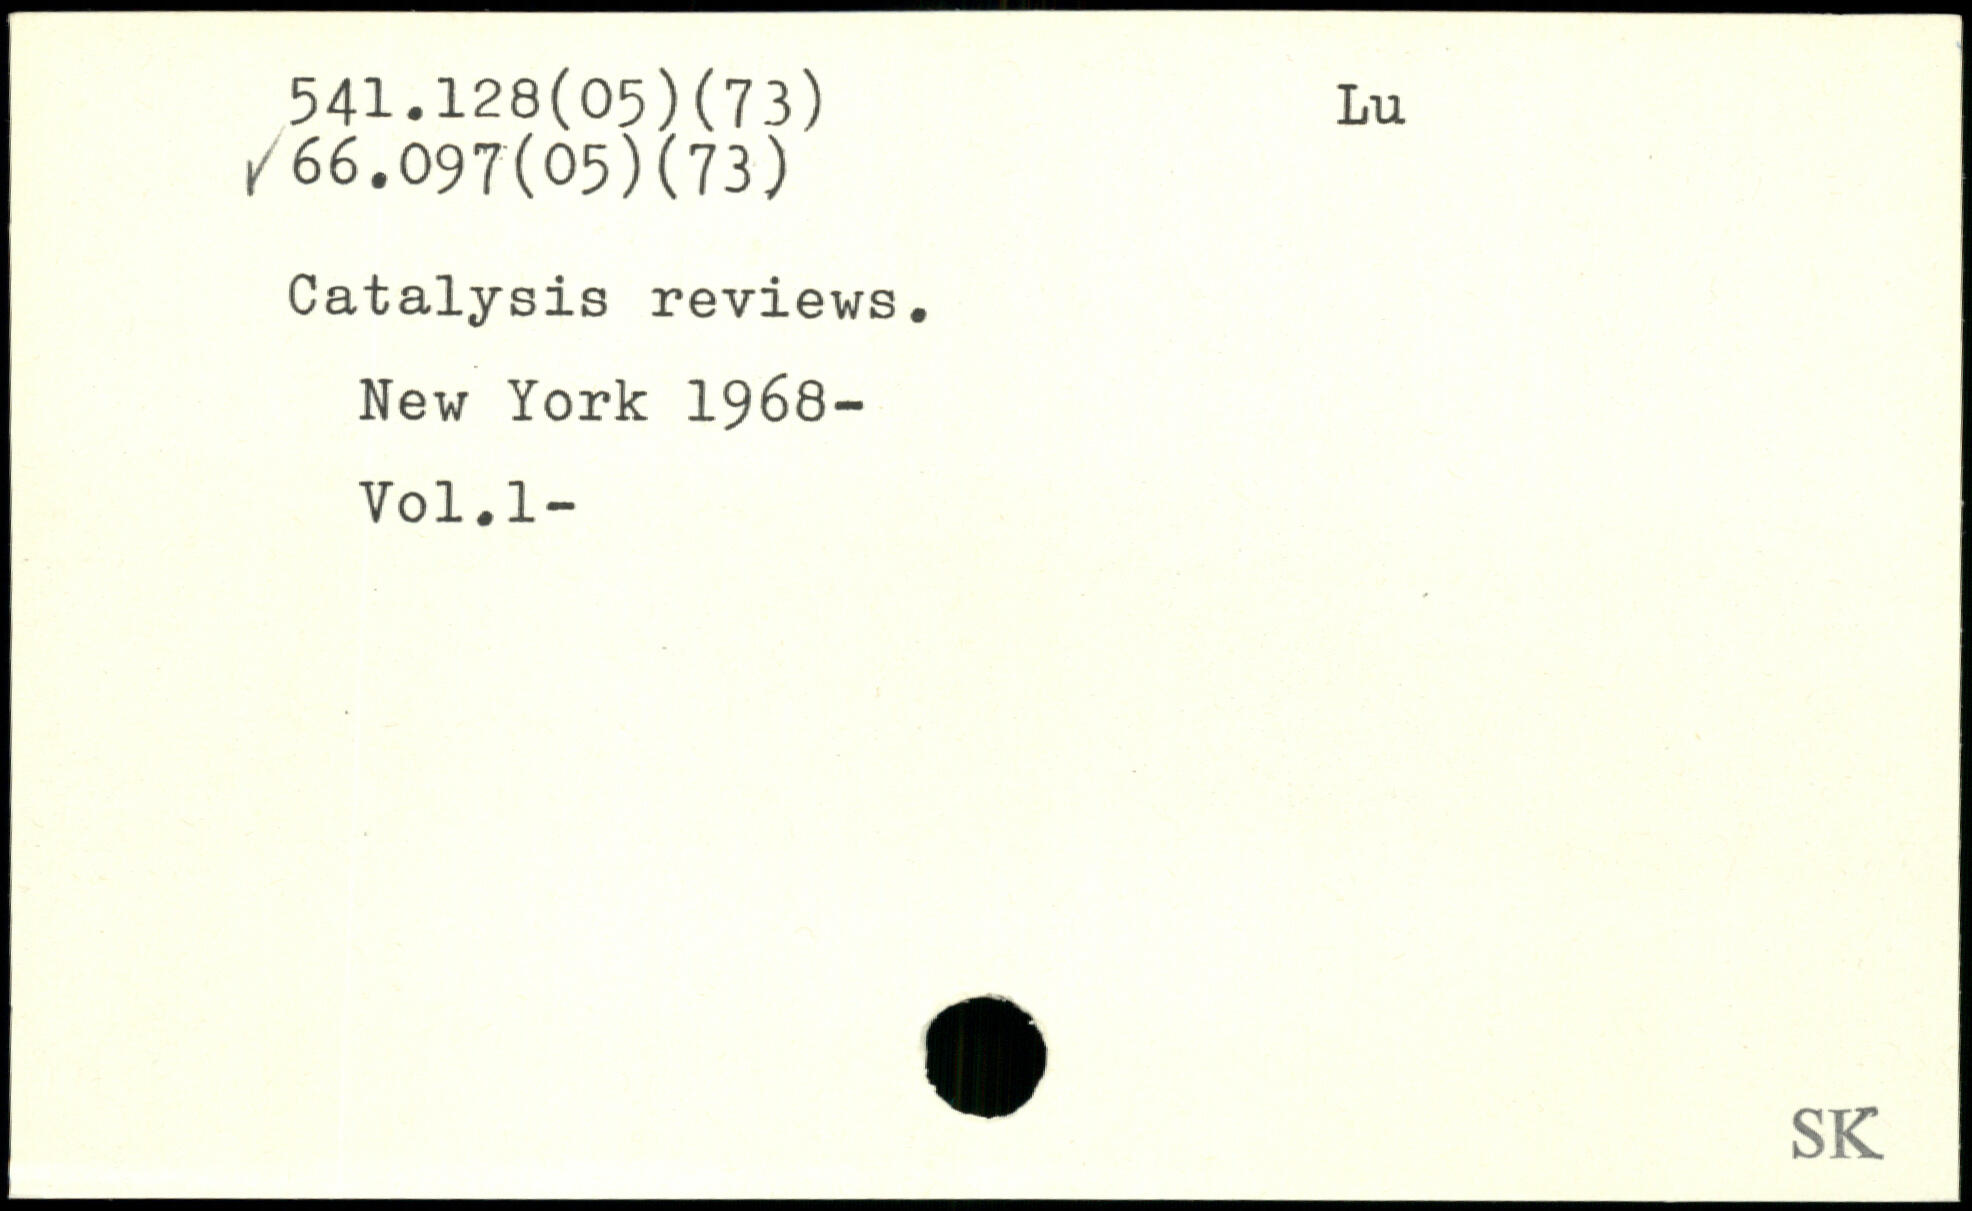 541.128(05)(73) Lu
✓66.097(05)(73)
Catalysis reviews.
New York 1968-
Vol.1-
SK